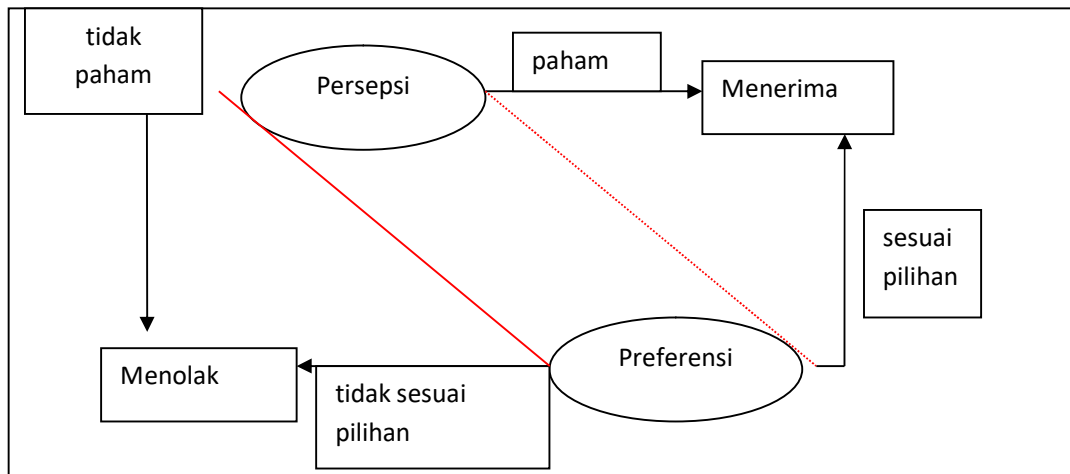 tidak
paham
Persepsi
paham
Menerima
sesuai
pilihan
Preferensi
Menolak
tidak sesuai
pilihan